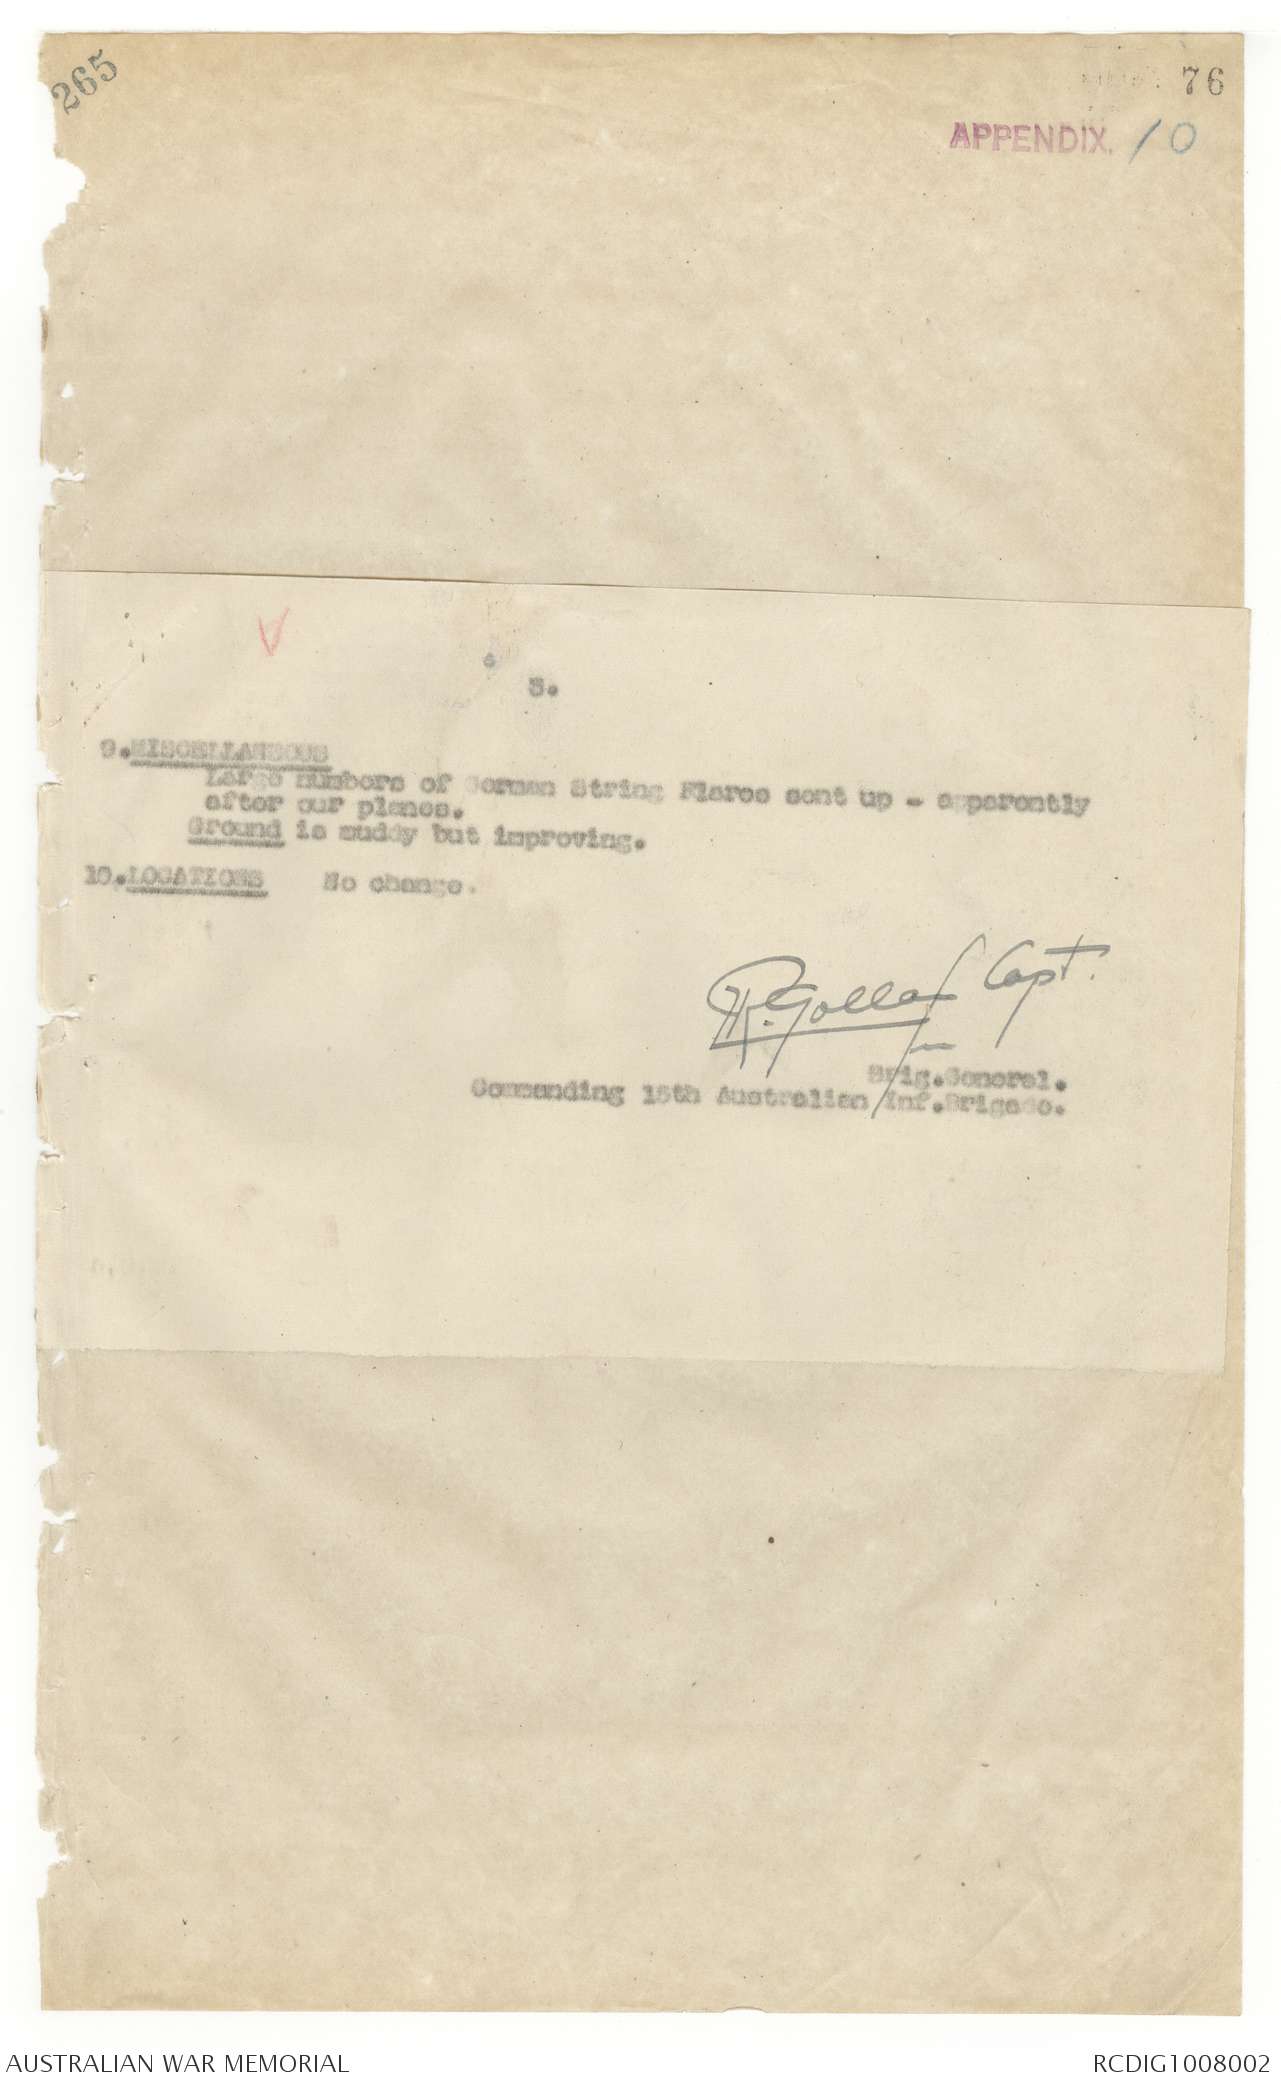 265
76
APPENDIX. 10
3.
9.MISCELLANEOUS
Large numbers of German String Flares sent up - apparently
after our planes.
Ground is muddy but improving.
10.LOCATIONS No change.
R. Gollan Capt.
Brig.General.
Commanding 15th Australian Inf.Brigade.
AUSTRALIAN WAR MEMORIAL
RCDIG1008002